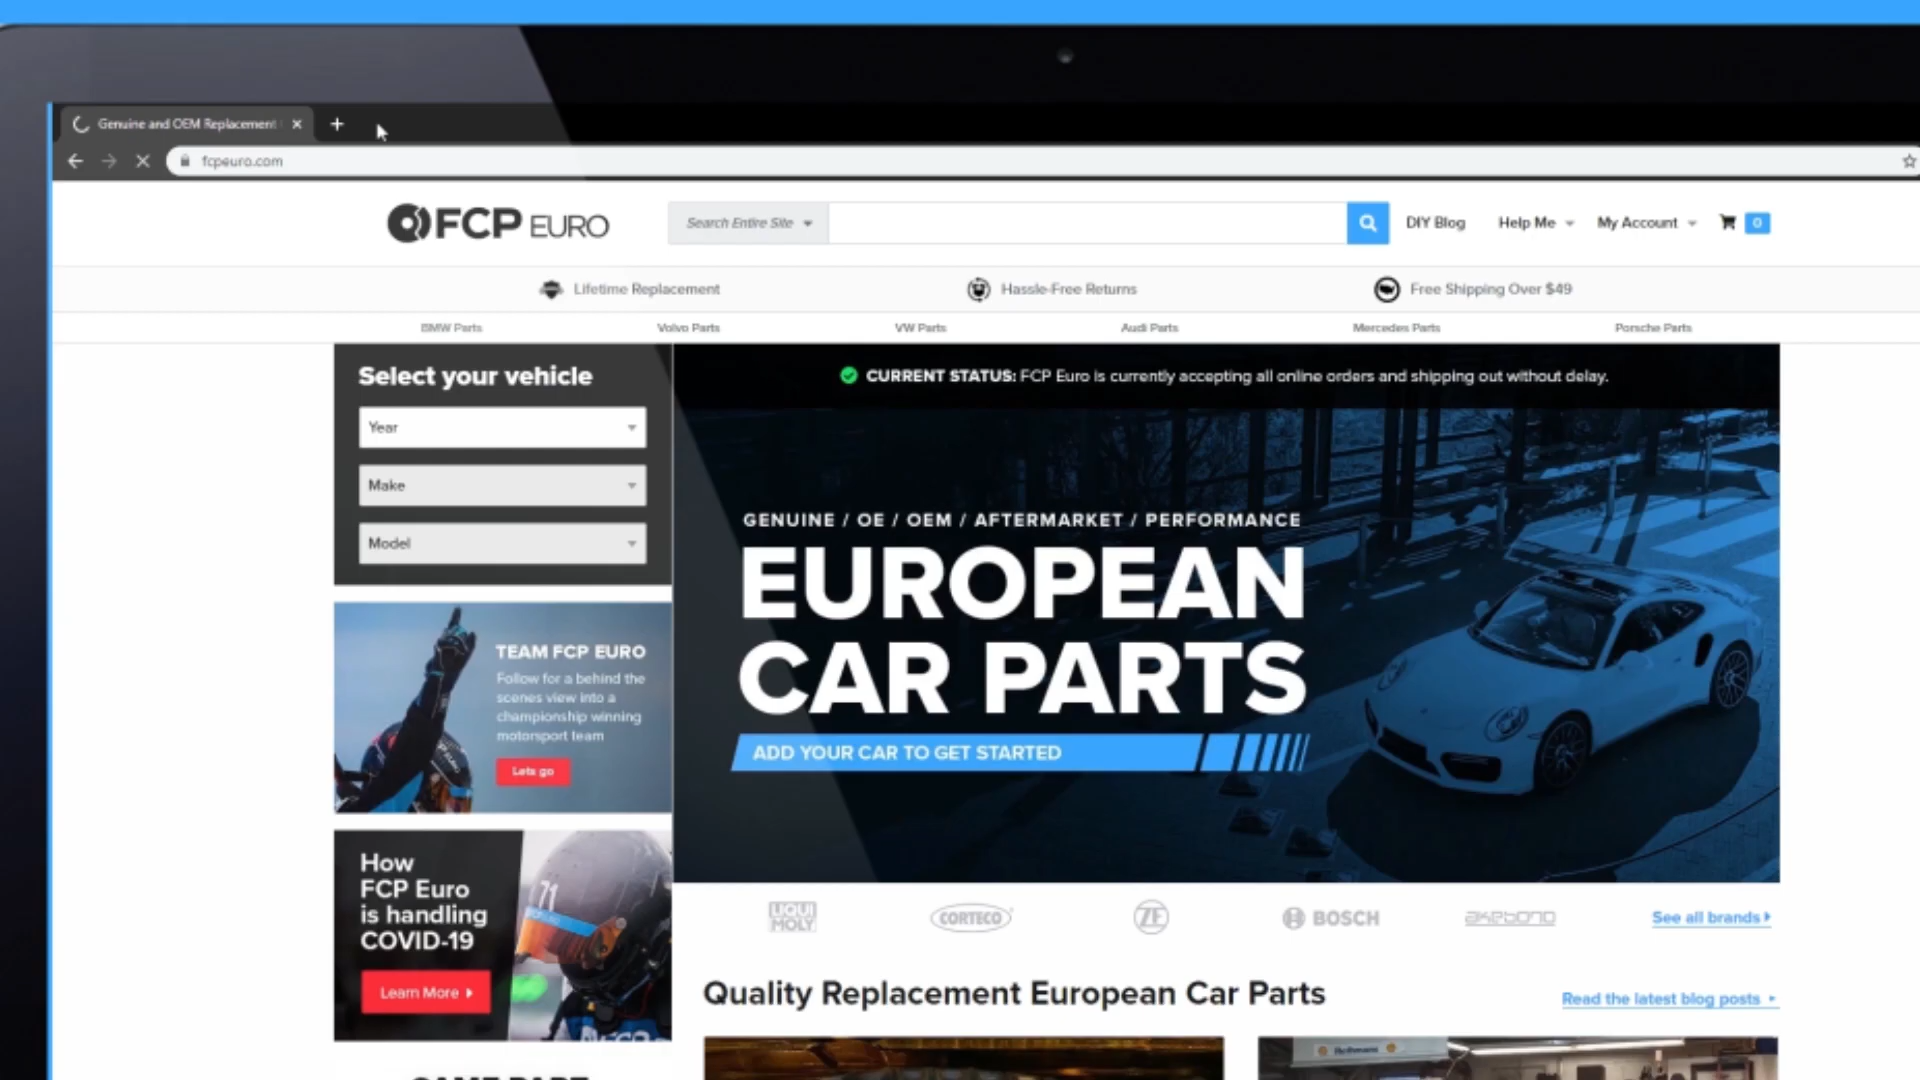 Genuine and OEM Replacement
fcpeuro.com
FCP EURO
Search Entire Site
DIY Blog
Help Me
My Account
0
Lifetime Replacement
Hassle-Free Returns
Free Shipping Over $49
BMW Parts
Volvo Parts
VW Parts
Audi Parts
Mercedes Parts
Porsche Parts
Select your vehicle
Year
Make
Model
CURRENT STATUS: FCP Euro is currently accepting all online orders and shipping out without delay.
GENUINE / OE / OEM / AFTERMARKET / PERFORMANCE
EUROPEAN
CAR PARTS
ADD YOUR CAR TO GET STARTED
TEAM FCP EURO
Follow for a behind the
scenes view into a
championship winning
motorsport team
Lets go
How
FCP Euro
is handling
COVID-19
Learn More
71
LIQUI
MOLY
CORTECO
ZF
BOSCH
akebono
See all brands
Quality Replacement European Car Parts
Read the latest blog posts